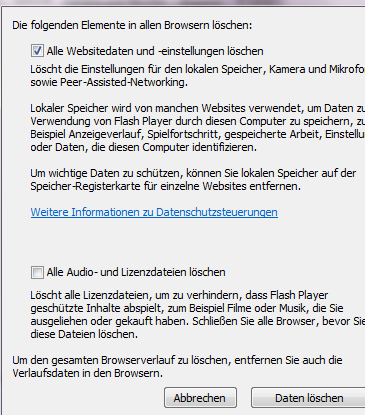 Die folgenden Elemente in allen Browsern löschen:
Alle Websitedaten und -einstellungen löschen
Löscht die Einstellungen für den lokalen Speicher, Kamera und Mikrofo
sowie Peer-Assisted-Networking.
Lokaler Speicher wird von manchen Websites verwendet, um Daten zu
Verwendung von Flash Player durch diesen Computer zu speichern, zu
Beispiel Anzeigeverlauf, Spielfortschritt, gespeicherte Arbeit, Einstellu
oder Daten, die diesen Computer identifizieren.
Um wichtige Daten zu schützen, können Sie lokalen Speicher auf der
Speicher-Registerkarte für einzelne Websites entfernen.
Weitere Informationen zu Datenschutzsteuerungen
Alle Audio- und Lizenzdateien löschen
Löscht alle Lizenzdateien, um zu verhindern, dass Flash Player
geschützte Inhalte abspielt, zum Beispiel Filme oder Musik, die Sie
ausgeliehen oder gekauft haben. Schließen Sie alle Browser, bevor Sie
diese Dateien löschen.
Um den gesamten Browserverlauf zu löschen, entfernen Sie auch die
Verlaufsdaten in den Browsern.
Abbrechen Daten löschen